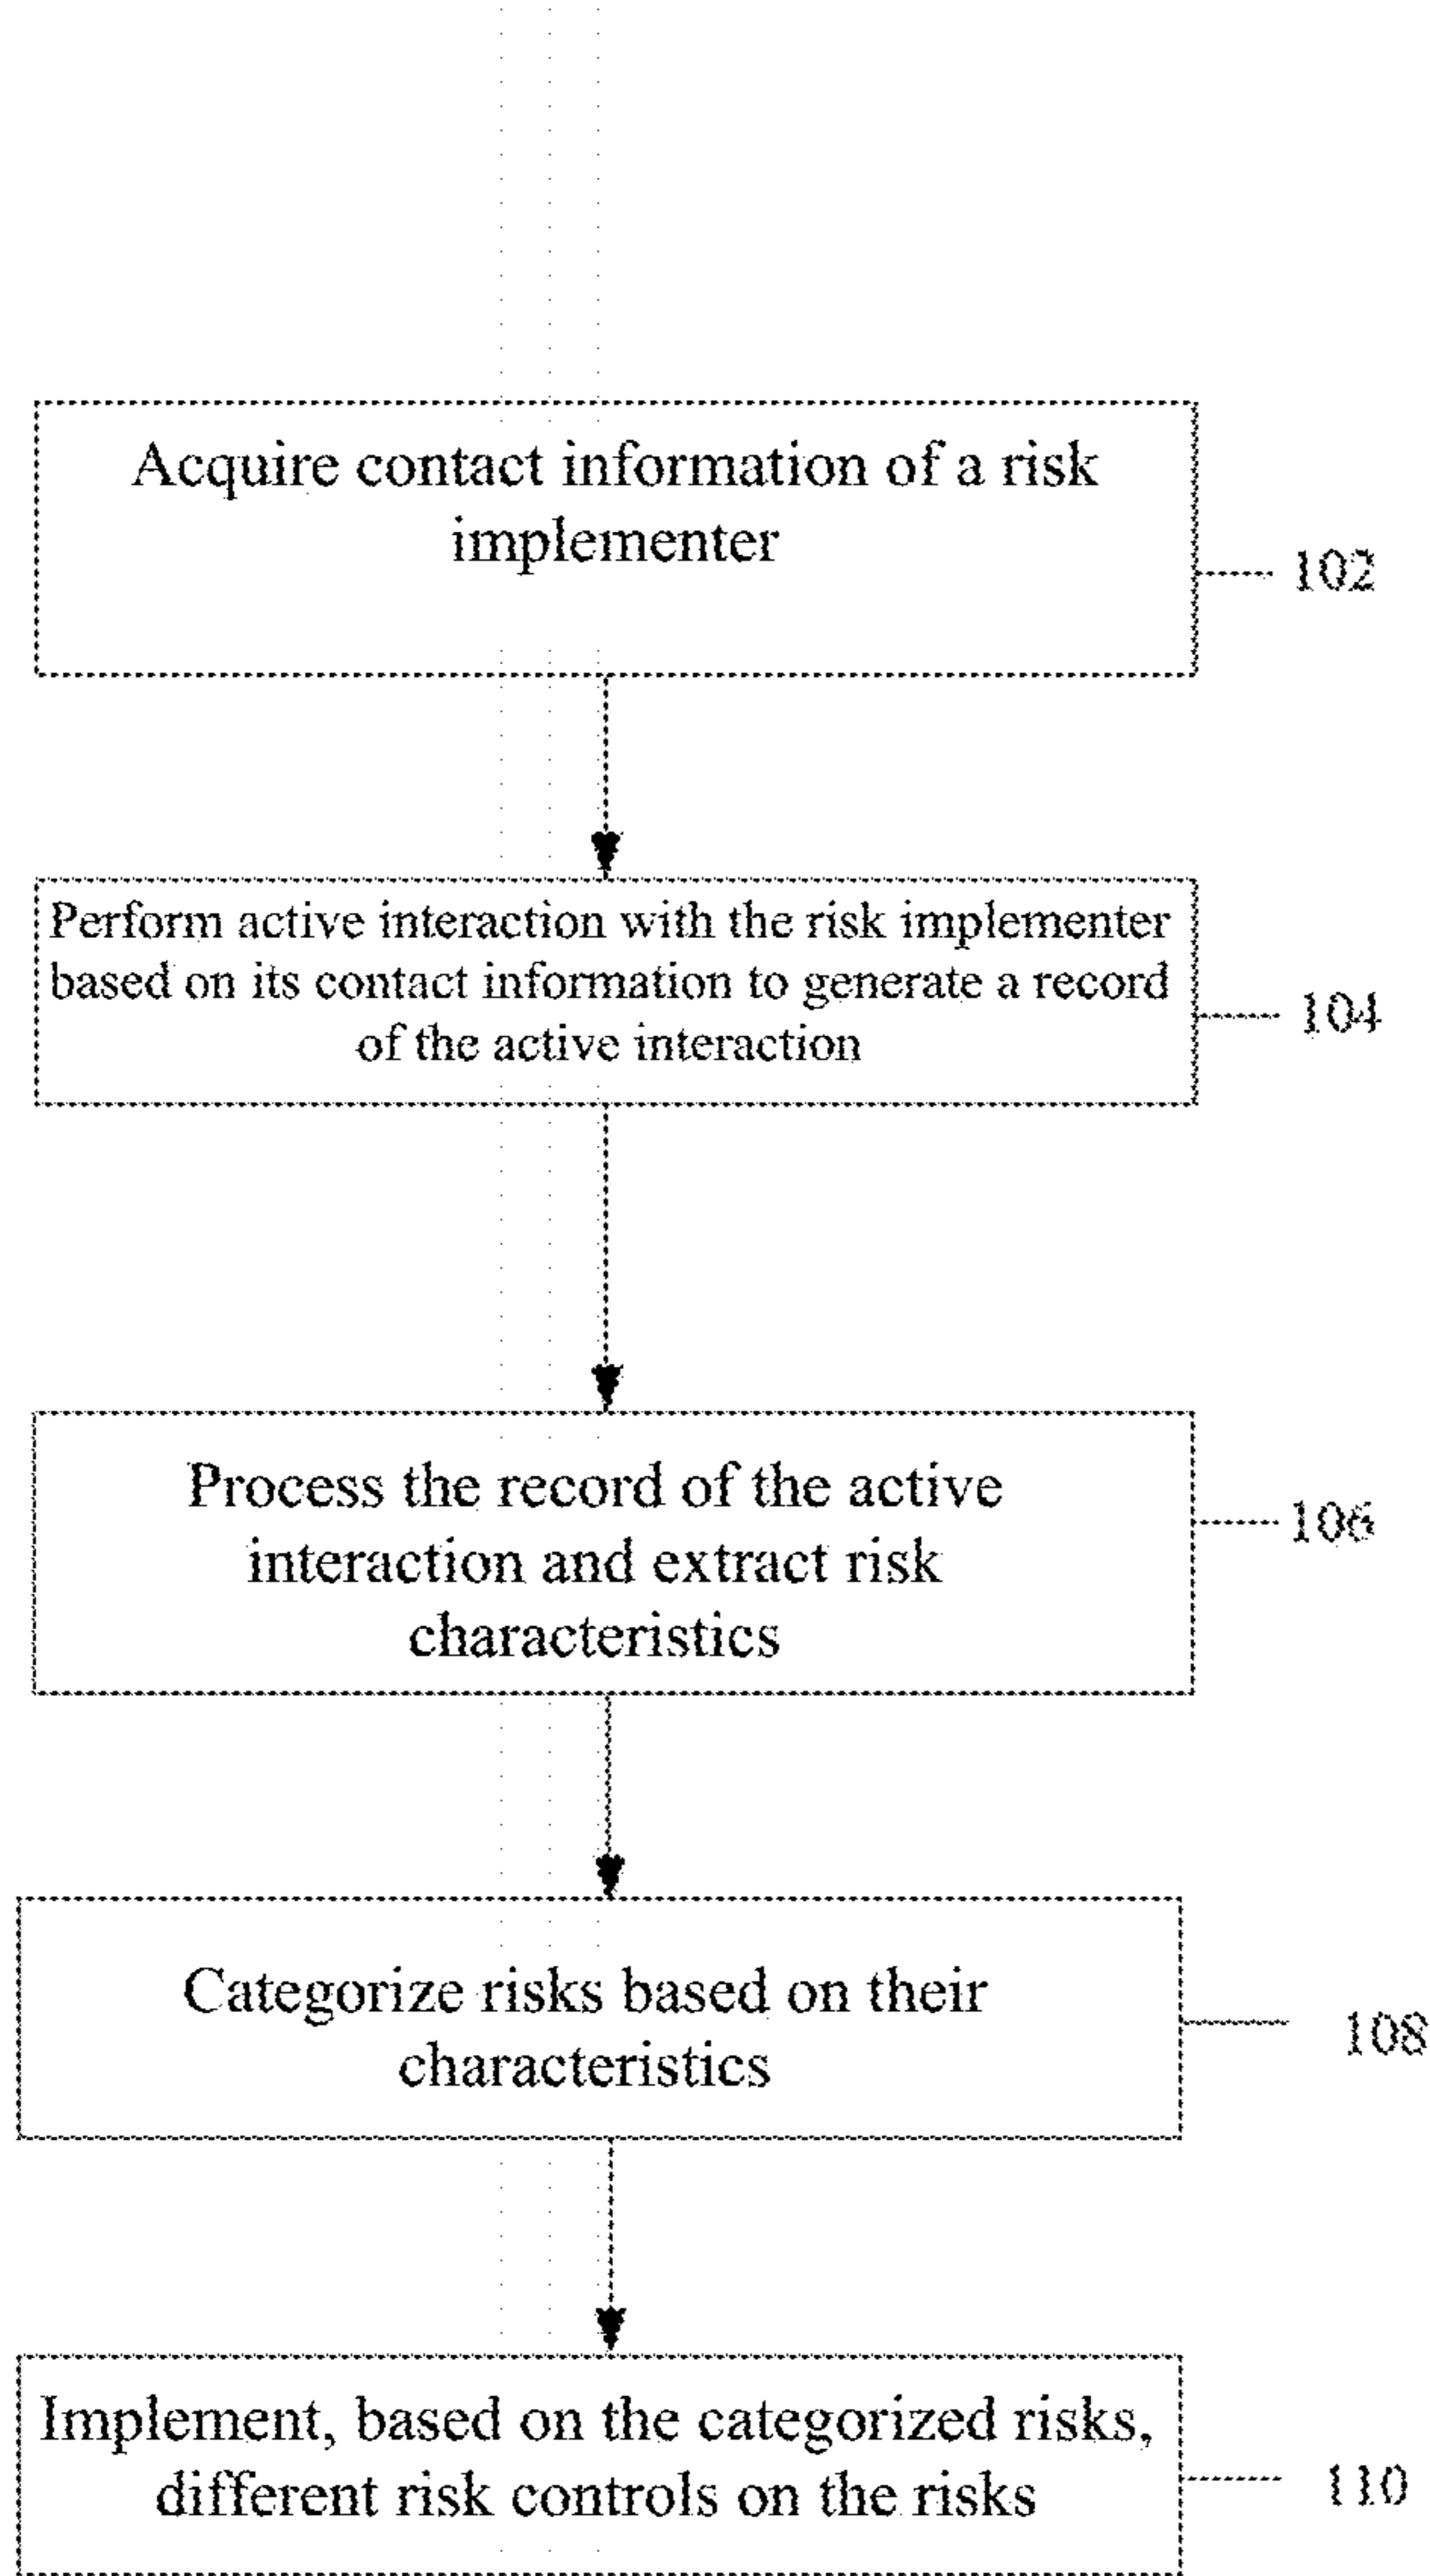 Acquire contact information of a risk
implementer
102
Perform active interaction with the risk implementer
based on its contact information to generate a record
of the active interaction
104
Process the record of the active
interaction and extract risk
characteristics
106
Categorize risks based on their
characteristics
108
Implement, based on the categorized risks,
different risk controls on the risks
110